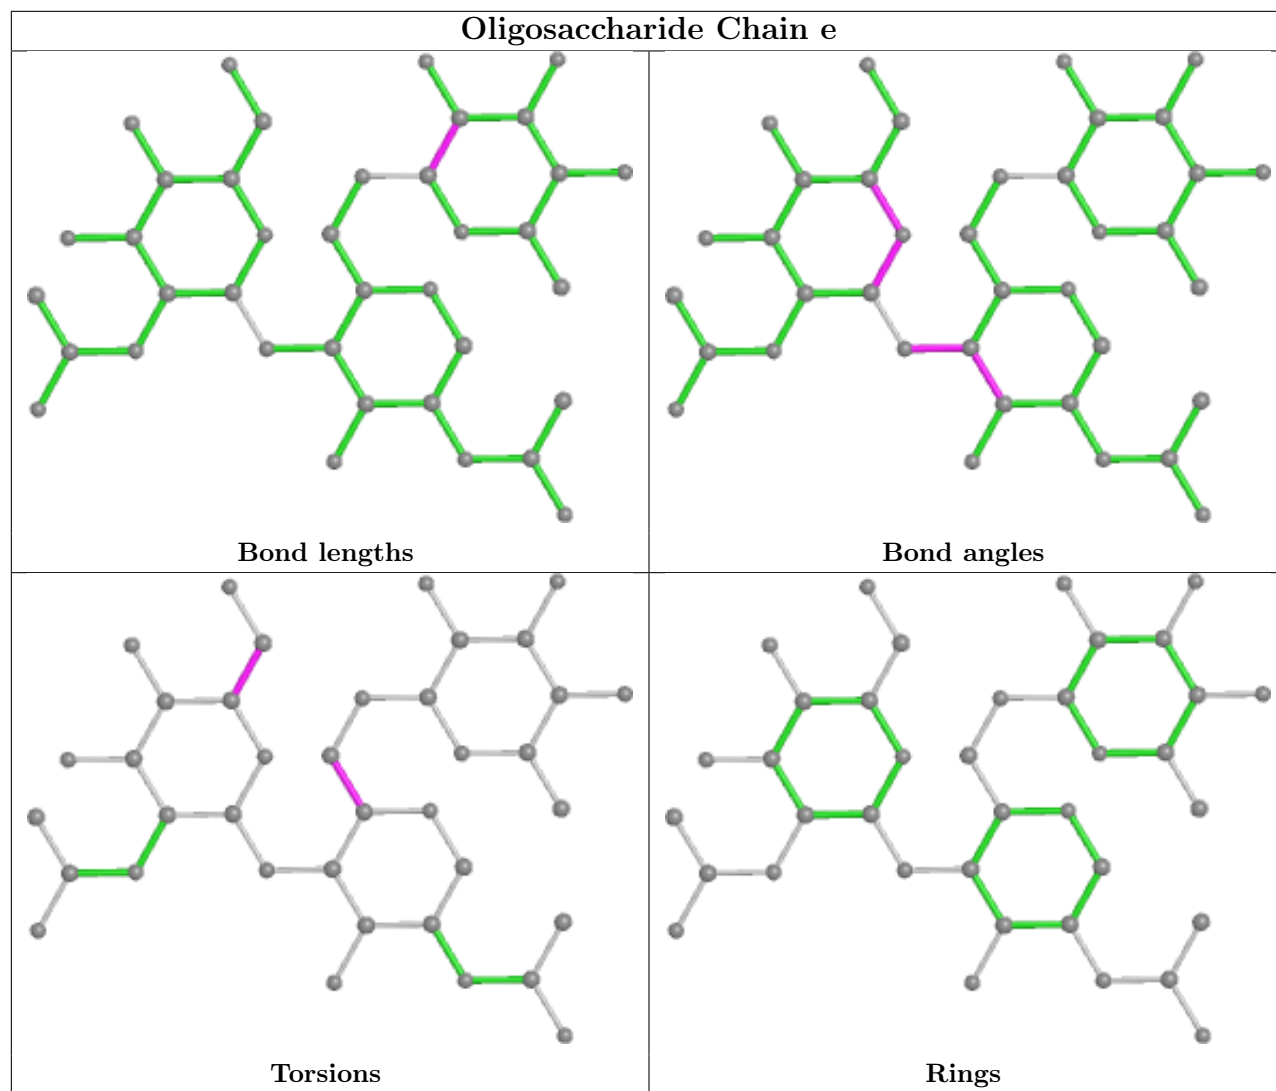 Oligosaccharide Chain e
Bond lengths
Bond angles
Torsions
Rings